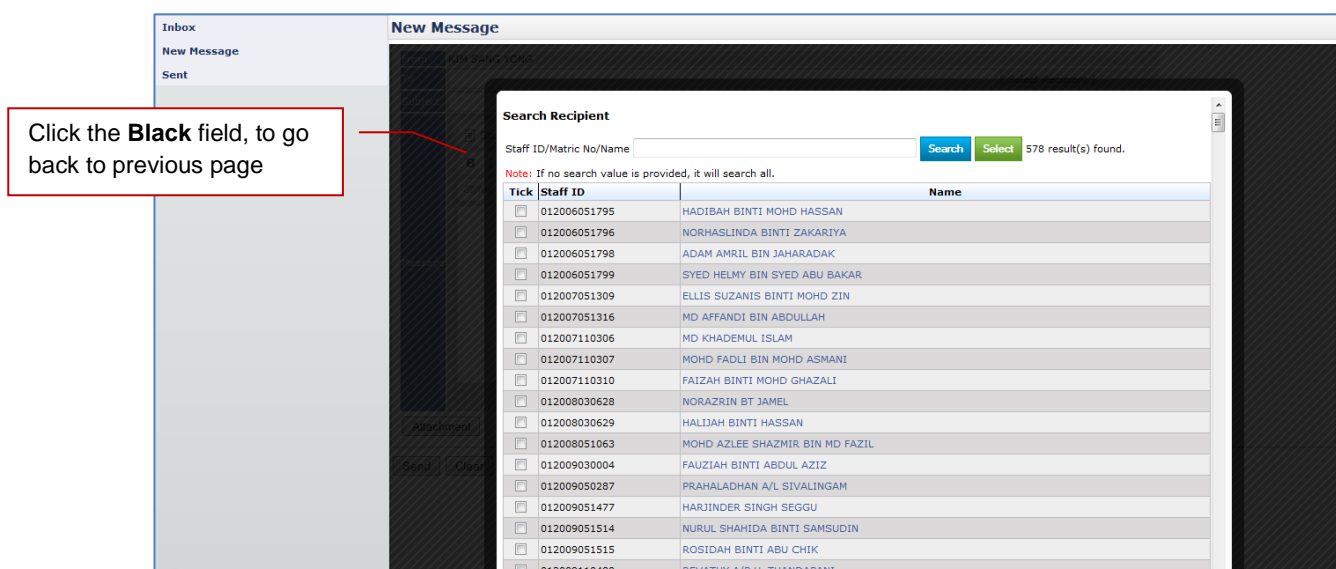 Inbox
New Message
Sent
New Message
KIM SANG YONG
Click the Black field, to go
back to previous page
Search Recipient
Staff ID/Matric No/Name Search Select 578 result(s) found.
Note: If no search value is provided, it will search all.
Tick Staff ID Name
012006051795 HADIBAH BINTI MOHD HASSAN
012006051796 NORHASLINDA BINTI ZAKARIYA
012006051798 ADAM AMRIL BIN JAHARADAK
012006051799 SYED HELMY BIN SYED ABU BAKAR
012007051309 ELLIS SUZANIS BINTI MOHD ZIN
012007051316 MD AFFANDI BIN ABDULLAH
012007110306 MD KHADEMUL ISLAM
012007110307 MOHD FADLI BIN MOHD ASMANI
012007110310 FAIZAH BINTI MOHD GHAZALI
012008030628 NORAZRIN BT JAMEL
012008030629 HALIJAH BINTI HASSAN
012008051063 MOHD AZLEE SHAZMIR BIN MD FAZIL
012009030004 FAUZIAH BINTI ABDUL AZIZ
012009050287 PRAHALADHAN A/L SIVALINGAM
012009051477 HARJINDER SINGH SEGGU
012009051514 NURUL SHAHIDA BINTI SAMSUDIN
012009051515 ROSIDAH BINTI ABU CHIK
Attachment
Send Clear